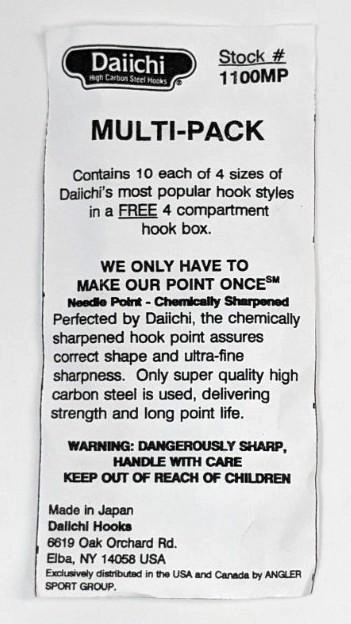 Daiichi
High Carbon Steel Hooks
®
Stock #
1100MP
MULTI-PACK
Contains 10 each of 4 sizes of
Daiichi's most popular hook styles
in a FREE 4 compartment
hook box.
WE ONLY HAVE TO
MAKE OUR POINT ONCE℠
Needle Point - Chemically Sharpened
Perfected by Daiichi, the chemically
sharpened hook point assures
correct shape and ultra-fine
sharpness. Only super quality high
carbon steel is used, delivering
strength and long point life.
WARNING: DANGEROUSLY SHARP,
HANDLE WITH CARE
KEEP OUT OF REACH OF CHILDREN
Made in Japan
Daiichi Hooks
6619 Oak Orchard Rd.
Elba, NY 14058 USA
Exclusively distributed in the USA and Canada by ANGLER
SPORT GROUP.